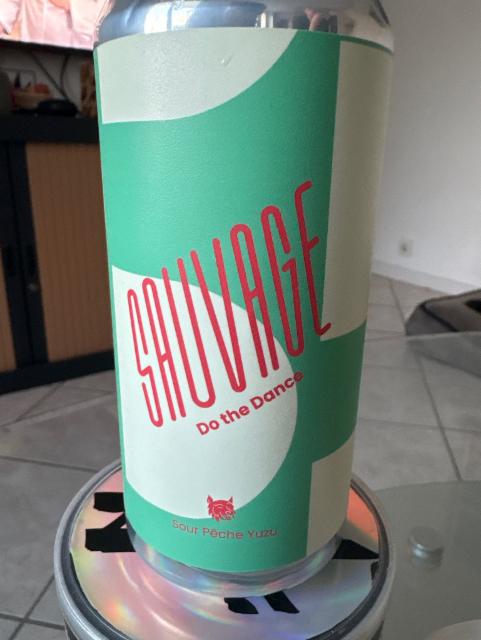 SAUVAGE
Do the Dance
Sour Pêche Yuzu